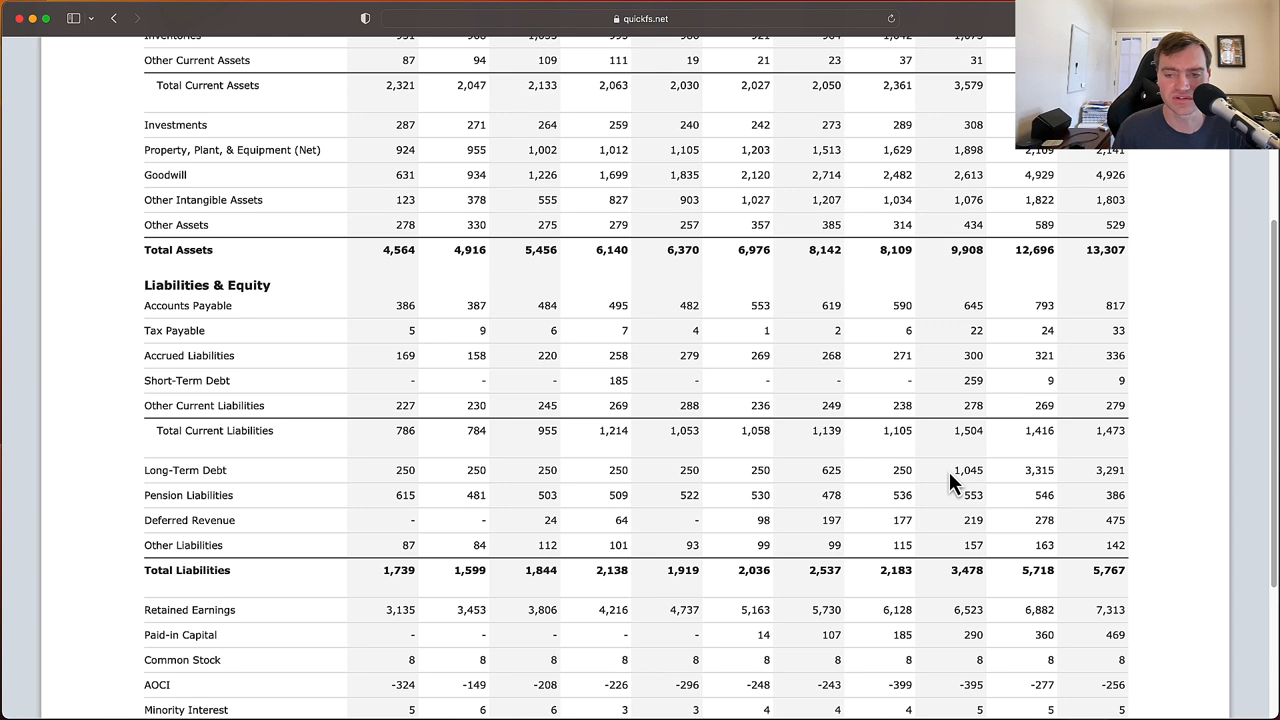 quickfs.net
Inventories
Other Current Assets 87 94 109 111 19 21 23 37 31
Total Current Assets 2,321 2,047 2,133 2,063 2,030 2,027 2,050 2,361 3,579
Investments 287 271 264 259 240 242 273 289 308
Property, Plant, & Equipment (Net) 924 955 1,002 1,012 1,105 1,203 1,513 1,629 1,898 2,109 2,141
Goodwill 631 934 1,226 1,699 1,835 2,120 2,714 2,482 2,613 4,929 4,926
Other Intangible Assets 123 378 555 827 903 1,027 1,207 1,034 1,076 1,822 1,803
Other Assets 278 330 275 279 257 357 385 314 434 589 529
Total Assets 4,564 4,916 5,456 6,140 6,370 6,976 8,142 8,109 9,908 12,696 13,307
Liabilities & Equity
Accounts Payable 386 387 484 495 482 553 619 590 645 793 817
Tax Payable 5 9 6 7 4 1 2 6 22 24 33
Accrued Liabilities 169 158 220 258 279 269 268 271 300 321 336
Short-Term Debt - - - 185 - - - - 259 9 9
Other Current Liabilities 227 230 245 269 288 236 249 238 278 269 279
Total Current Liabilities 786 784 955 1,214 1,053 1,058 1,139 1,105 1,504 1,416 1,473
Long-Term Debt 250 250 250 250 250 250 625 250 1,045 3,315 3,291
Pension Liabilities 615 481 503 509 522 530 478 536 553 546 386
Deferred Revenue - - 24 64 - 98 197 177 219 278 475
Other Liabilities 87 84 112 101 93 99 99 115 157 163 142
Total Liabilities 1,739 1,599 1,844 2,138 1,919 2,036 2,537 2,183 3,478 5,718 5,767
Retained Earnings 3,135 3,453 3,806 4,216 4,737 5,163 5,730 6,128 6,523 6,882 7,313
Paid-in Capital - - - - - 14 107 185 290 360 469
Common Stock 8 8 8 8 8 8 8 8 8 8 8
AOCI -324 -149 -208 -226 -296 -248 -243 -399 -395 -277 -256
Minority Interest 5 6 6 3 3 4 4 4 5 5 5